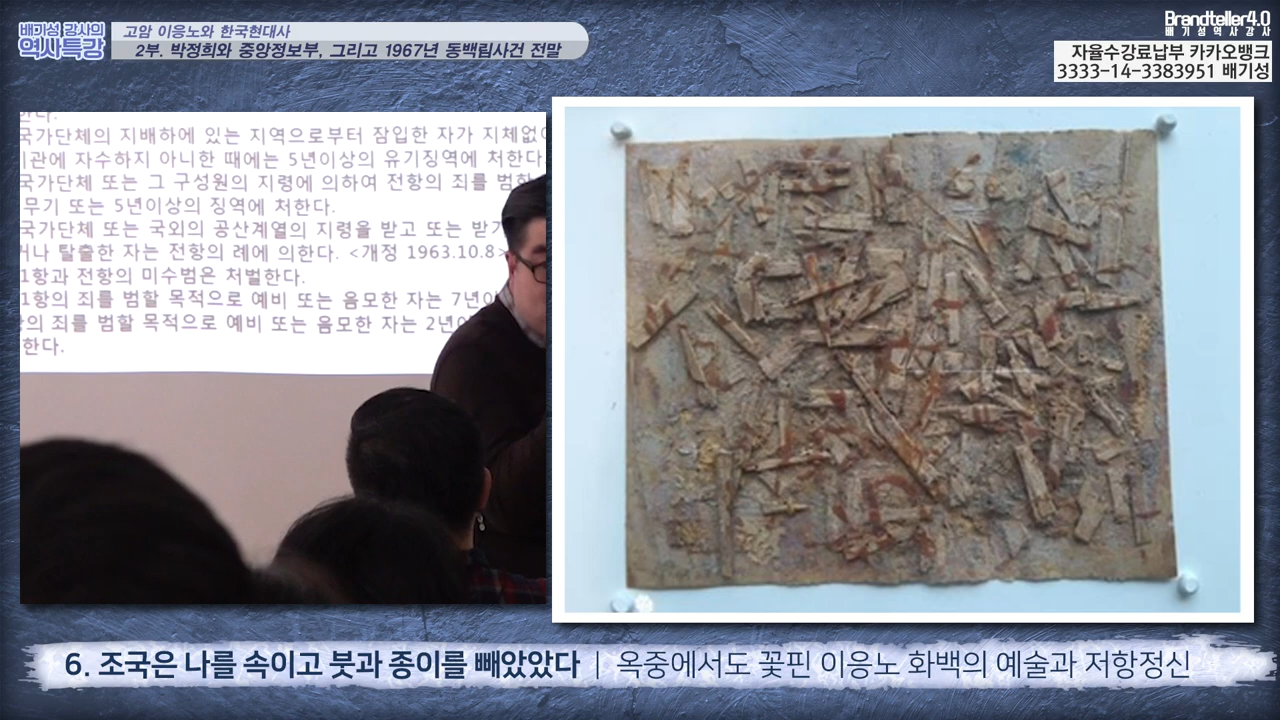 배기성 강사의
역사특강
고암 이응노와 한국현대사
2부. 박정희와 중앙정보부, 그리고 1967년 동백림사건 전말
Brandteller4.0
배기성역사강사
자율수강료납부 카카오뱅크
3333-14-3383951 배기성
한다.
국가단체의 지배하에 있는 지역으로부터 잠입한 자가 지체없이
기관에 자수하지 아니한 때에는 5년이상의 유기징역에 처한다.
국가단체 또는 그 구성원의 지령에 의하여 전항의 죄를 범한
무기 또는 5년이상의 징역에 처한다.
국가단체 또는 국외의 공산계열의 지령을 받고 또는 받기
거나 탈출한 자는 전항의 례에 의한다. <개정 1963.10.8>
1항과 전항의 미수범은 처벌한다.
1항의 죄를 범할 목적으로 예비 또는 음모한 자는 7년이
의 죄를 범할 목적으로 예비 또는 음모한 자는 2년이
한다.
6. 조국은 나를 속이고 붓과 종이를 빼았았다 | 옥중에서도 꽃핀 이응노 화백의 예술과 저항정신